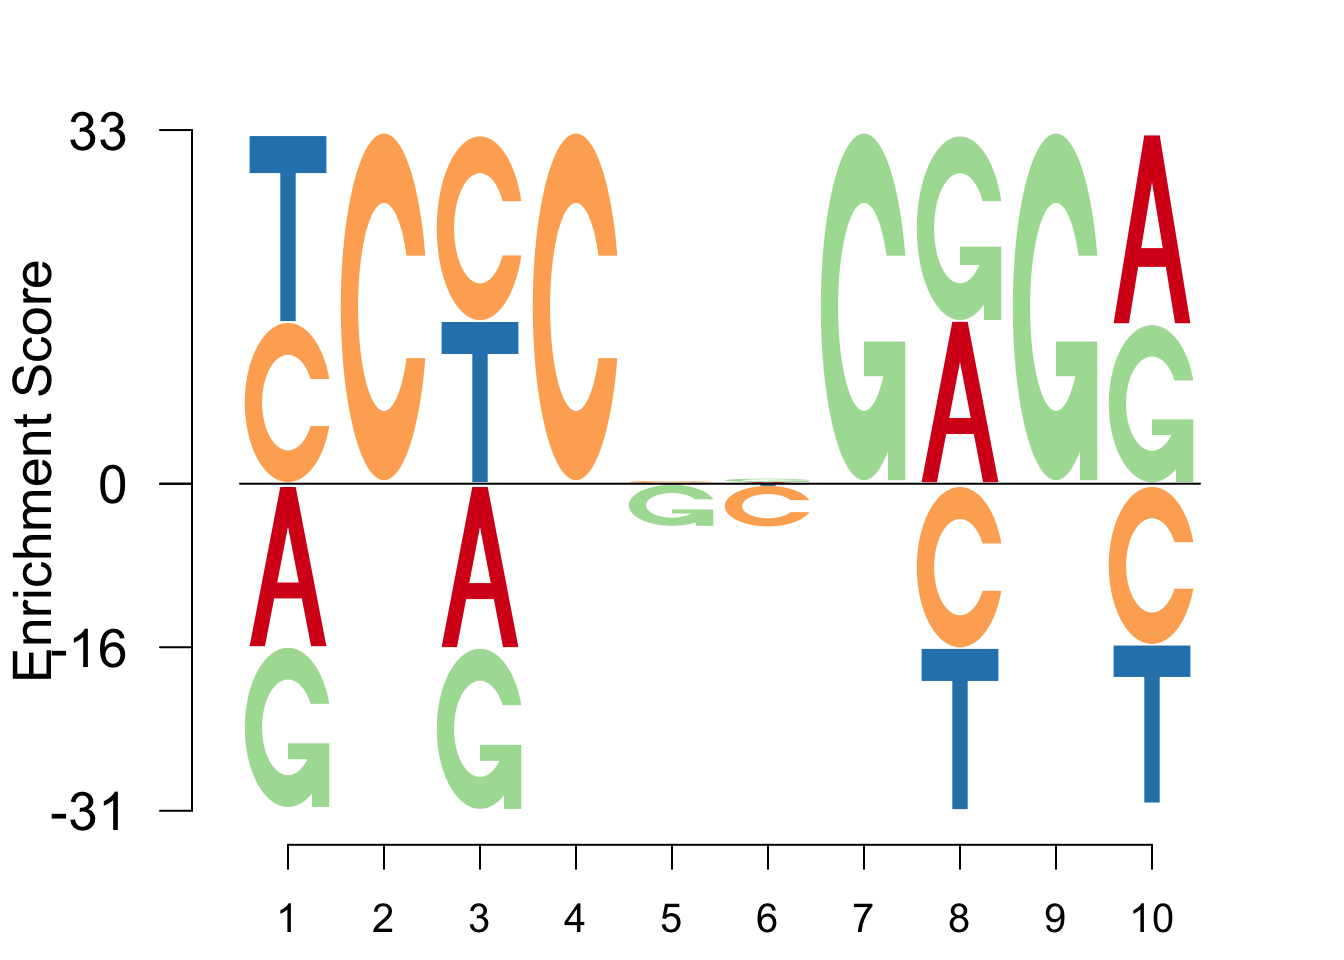 33
0
-16
-31
Enrichment Score
T C C C G G G A
C T A G
A A G C C C
G G T T
1 2 3 4 5 6 7 8 9 10